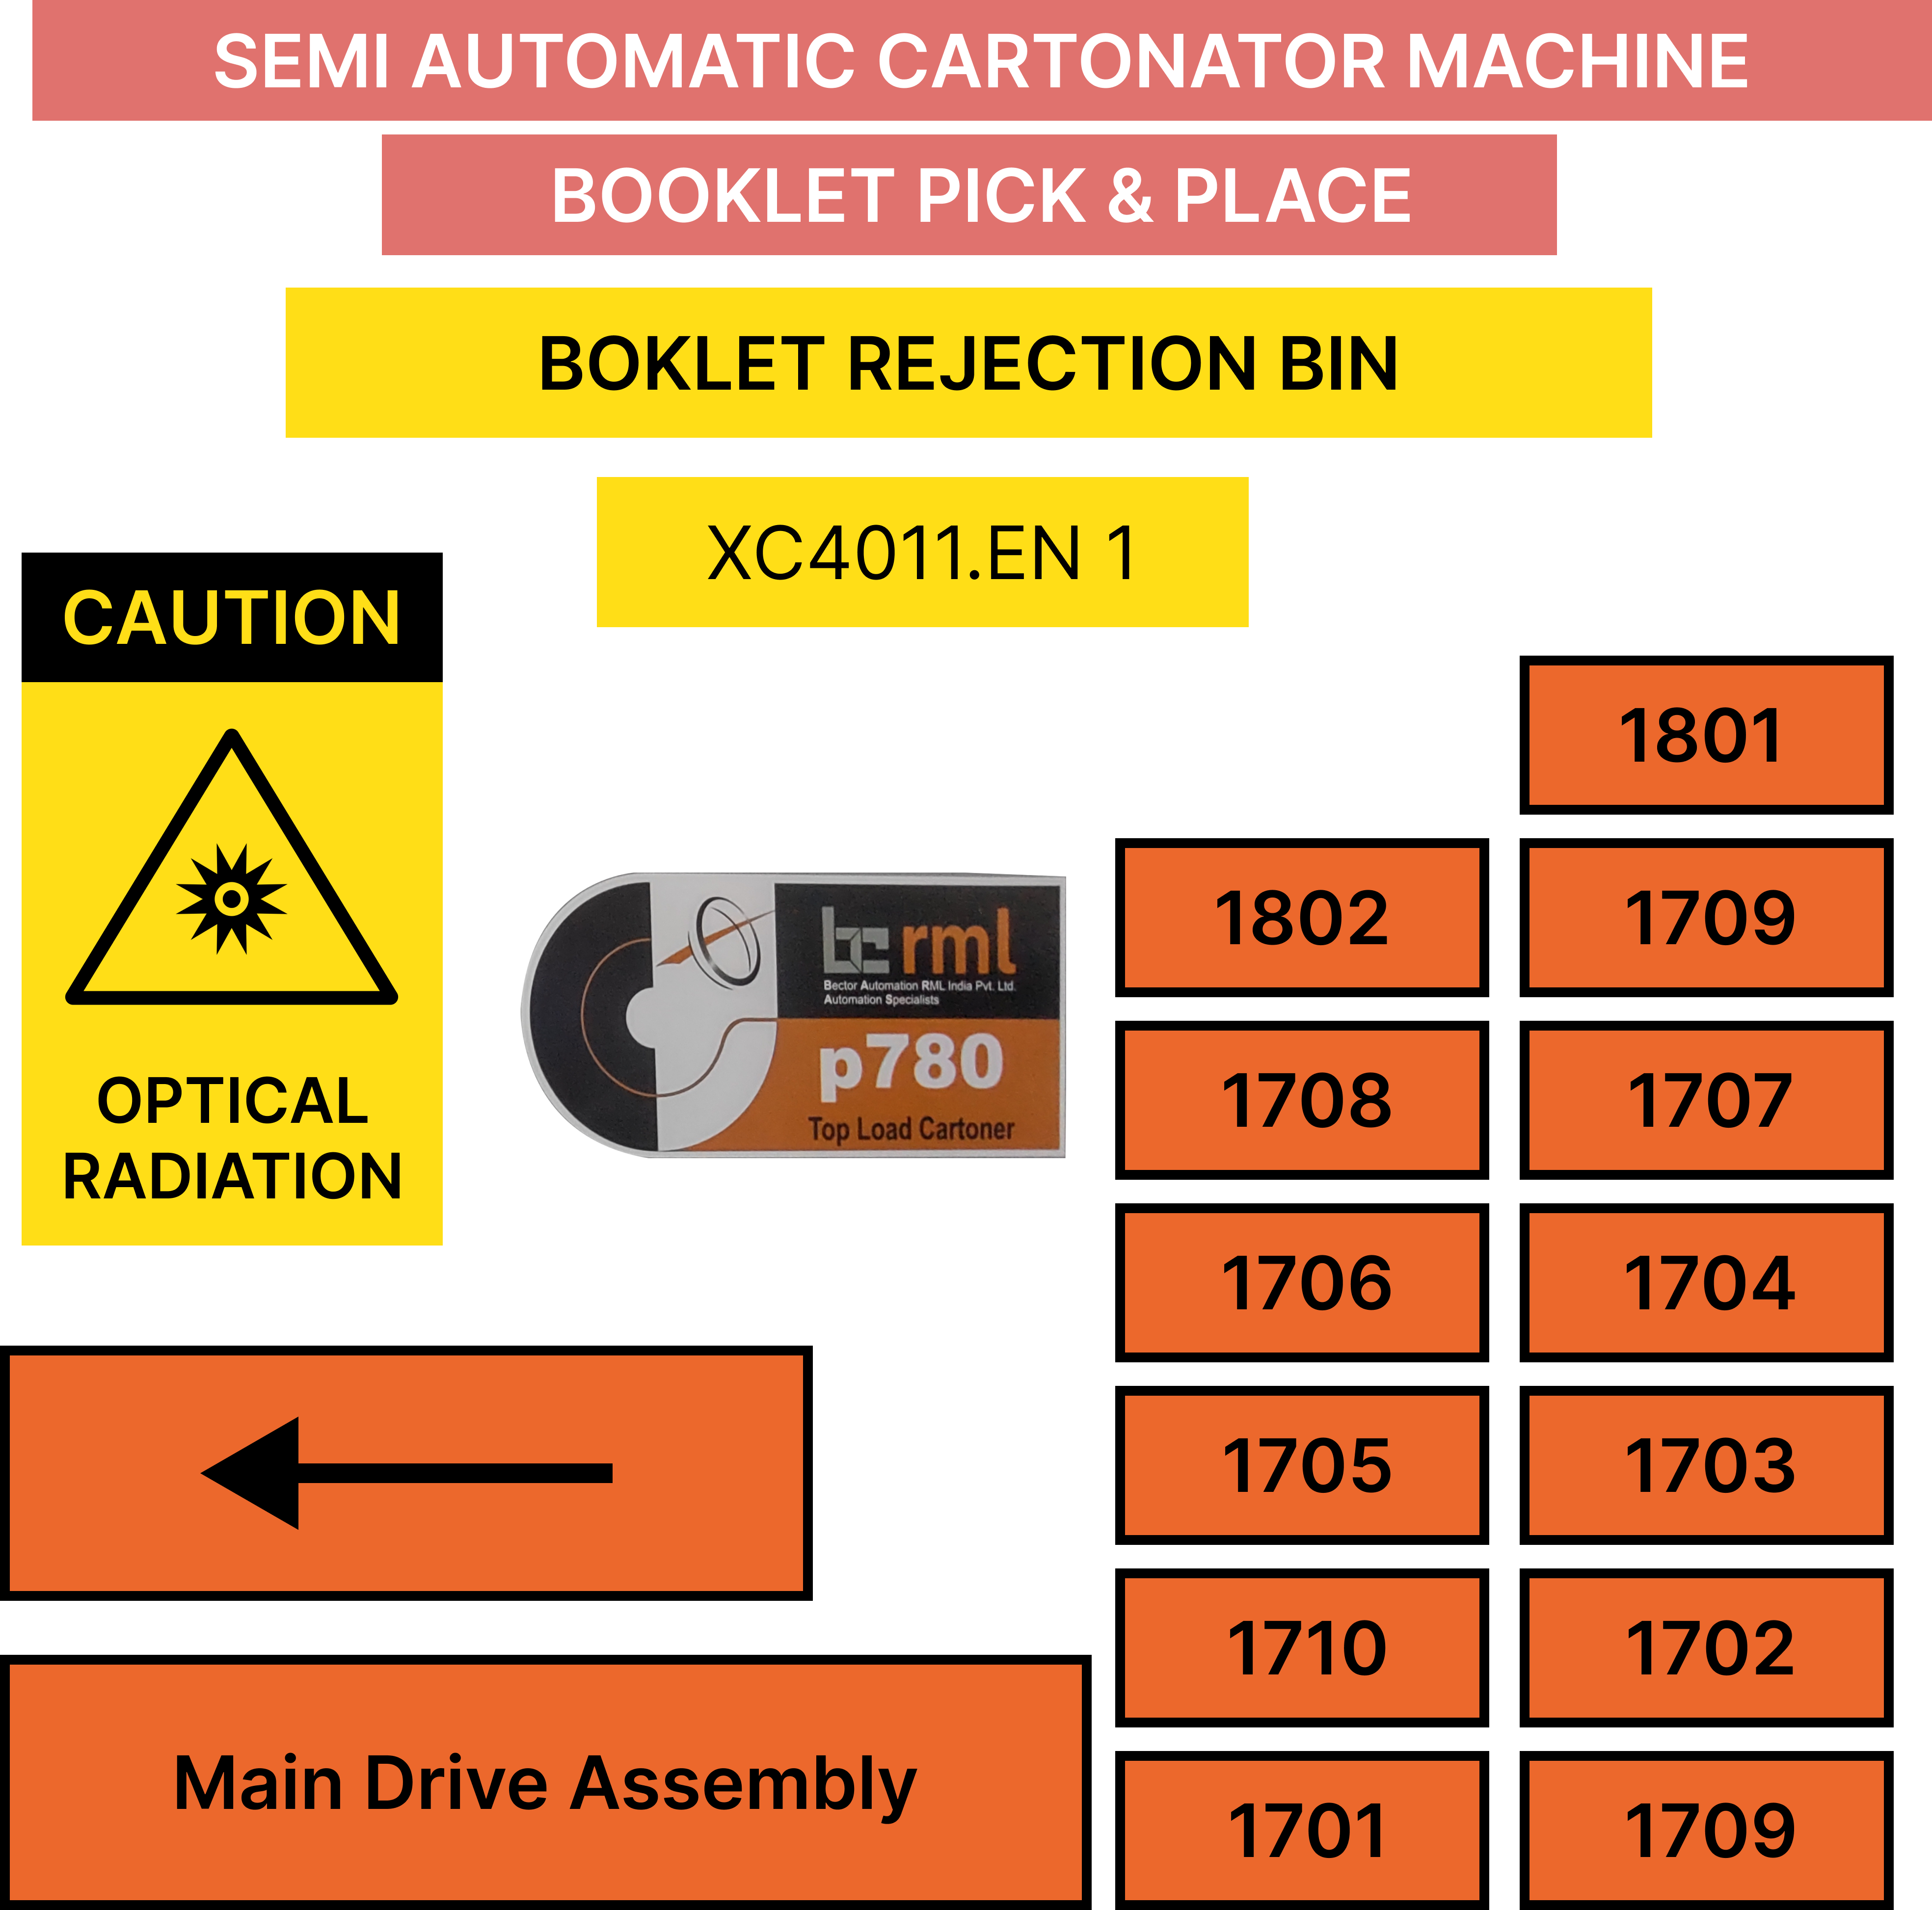 SEMI AUTOMATIC CARTONATOR MACHINE
BOOKLET PICK & PLACE
BOKLET REJECTION BIN
XC4011.EN 1
CAUTION
OPTICAL
RADIATION
bc rml
Bector Automation RML India Pvt. Ltd.
Automation Specialists
p780
Top Load Cartoner
1801
1802
1709
1708
1707
1706
1704
1705
1703
1710
1702
Main Drive Assembly
1701
1709